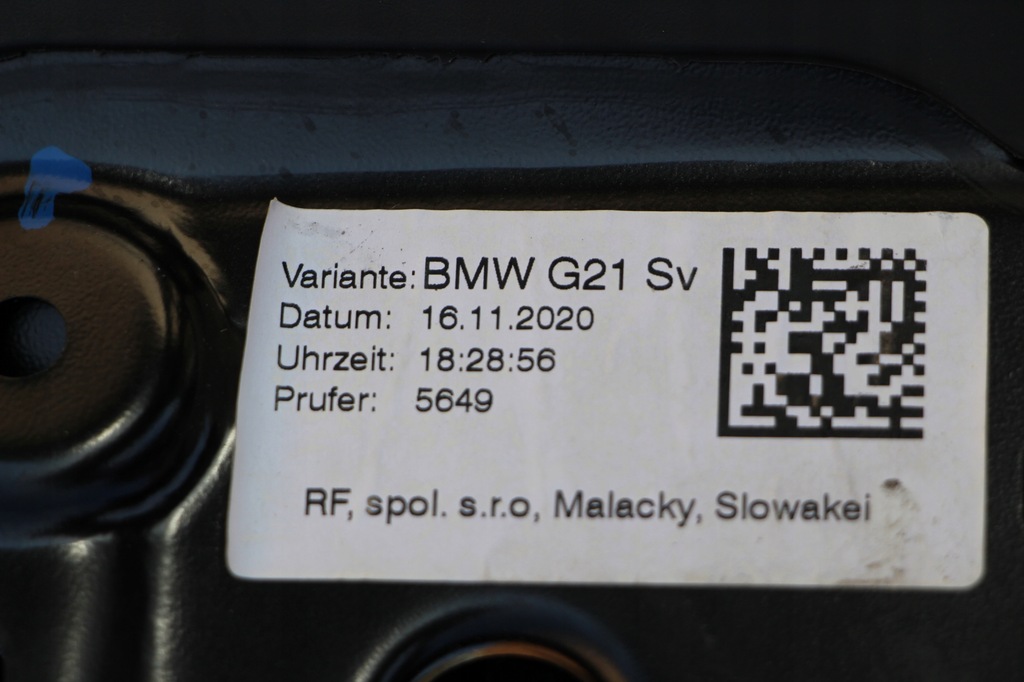 Variante: BMW G21 Sv
Datum: 16.11.2020
Uhrzeit: 18:28:56
Prufer: 5649
RF, spol. s.r.o, Malacky, Slowakei